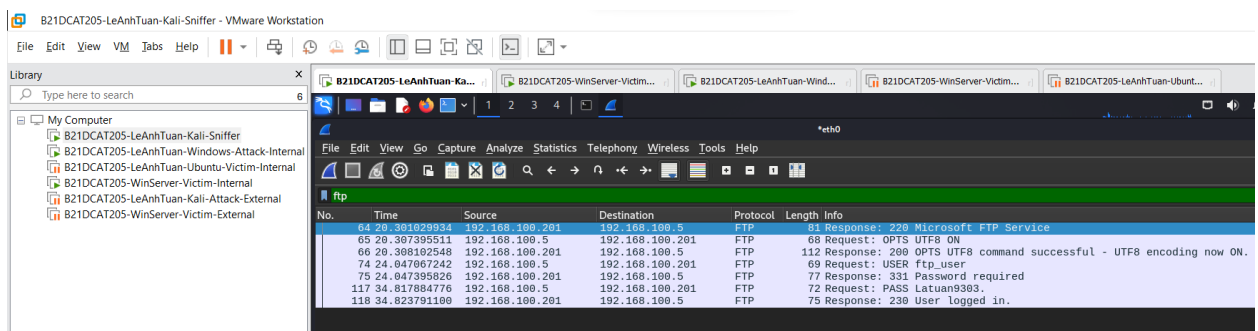 B21DCAT205-LeAnhTuan-Kali-Sniffer - VMware Workstation
File Edit View VM Tabs Help
Library X
Type here to search
My Computer
B21DCAT205-LeAnhTuan-Kali-Sniffer
B21DCAT205-LeAnhTuan-Windows-Attack-Internal
B21DCAT205-LeAnhTuan-Ubuntu-Victim-Internal
B21DCAT205-WinServer-Victim-Internal
B21DCAT205-LeAnhTuan-Kali-Attack-External
B21DCAT205-WinServer-Victim-External
B21DCAT205-LeAnhTuan-Ka... B21DCAT205-WinServer-Victim... B21DCAT205-LeAnhTuan-Wind... B21DCAT205-WinServer-Victim... B21DCAT205-LeAnhTuan-Ubunt...
6 1 2 3 4
*eth0
File Edit View Go Capture Analyze Statistics Telephony Wireless Tools Help
ftp
No. Time Source Destination Protocol Length Info
64 20.301029934 192.168.100.201 192.168.100.5 FTP 81 Response: 220 Microsoft FTP Service
65 20.307395511 192.168.100.5 192.168.100.201 FTP 68 Request: OPTS UTF8 ON
66 20.308102548 192.168.100.201 192.168.100.5 FTP 112 Response: 200 OPTS UTF8 command successful - UTF8 encoding now ON.
74 24.047067242 192.168.100.5 192.168.100.201 FTP 69 Request: USER ftp_user
75 24.047395826 192.168.100.201 192.168.100.5 FTP 77 Response: 331 Password required
117 34.817884776 192.168.100.5 192.168.100.201 FTP 72 Request: PASS Latuan9303.
118 34.823791100 192.168.100.201 192.168.100.5 FTP 75 Response: 230 User logged in.